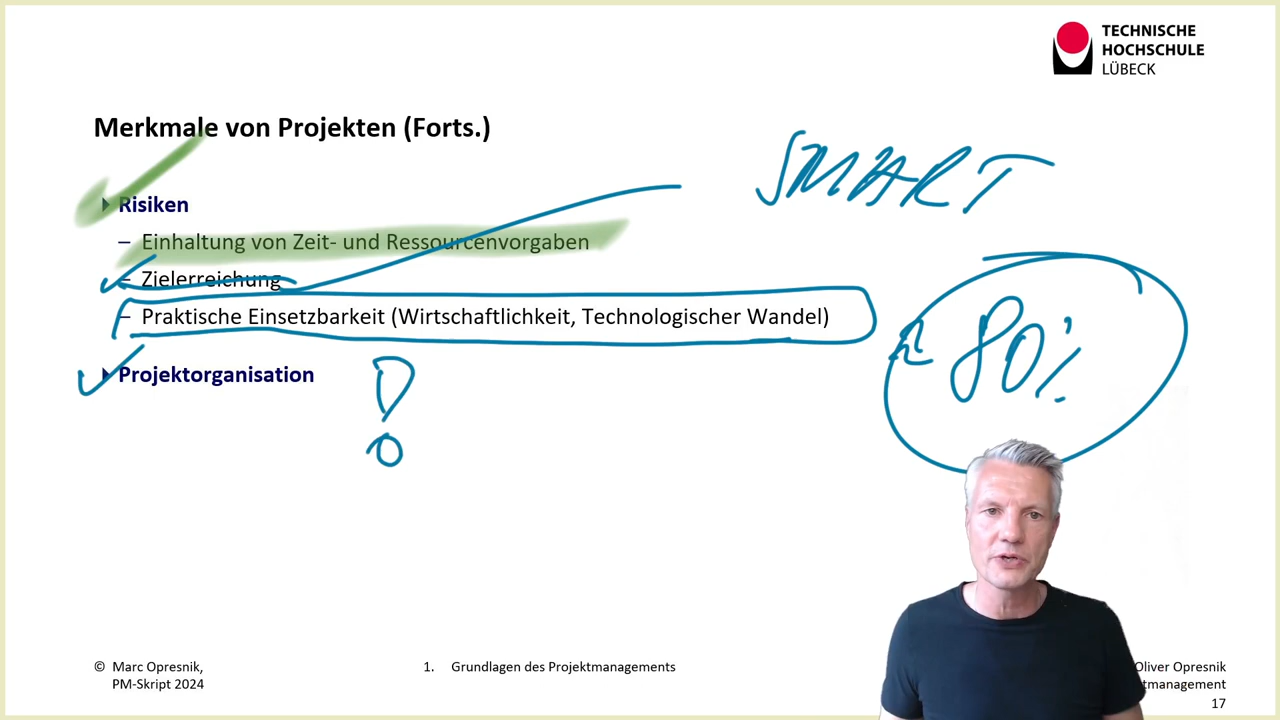 TECHNISCHE
HOCHSCHULE
LÜBECK
Merkmale von Projekten (Forts.)
SMART
Risiken
– Einhaltung von Zeit- und Ressourcenvorgaben
– Zielerreichung
– Praktische Einsetzbarkeit (Wirtschaftlichkeit, Technologischer Wandel)
≈ 80%
Projektorganisation
© Marc Opresnik,
PM-Skript 2024
1. Grundlagen des Projektmanagements
Oliver Opresnik
tmanagement
17